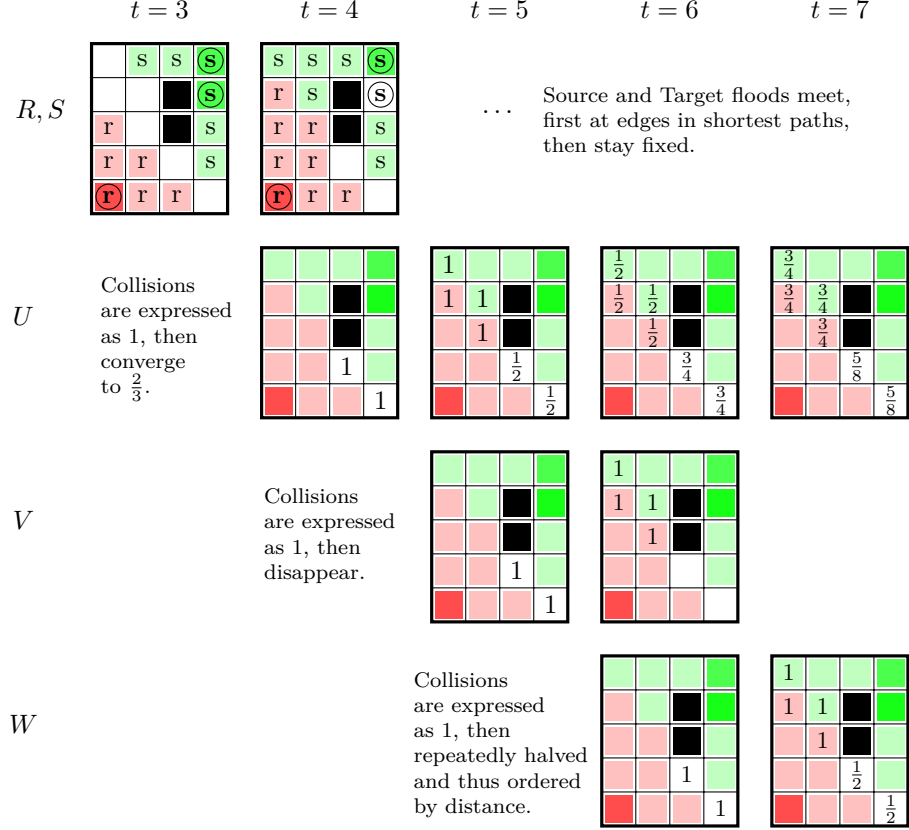 t = 3 t = 4 t = 5 t = 6 t = 7
R, S
s s s
s
r s
r r s
r r r
s s s s
r s s
r r s
r r s
r r r
· · ·
Source and Target floods meet,
first at edges in shortest paths,
then stay fixed.
U
Collisions
are expressed
as 1, then
converge
to 2/3.
1
1
1
1 1
1
1/2
1/2
1/2
1/2 1/2
1/2
3/4
3/4
3/4
3/4 3/4
3/4
5/8
5/8
V
Collisions
are expressed
as 1, then
disappear.
1
1
1
1 1
1
W
Collisions
are expressed
as 1, then
repeatedly halved
and thus ordered
by distance.
1
1
1
1 1
1
1/2
1/2